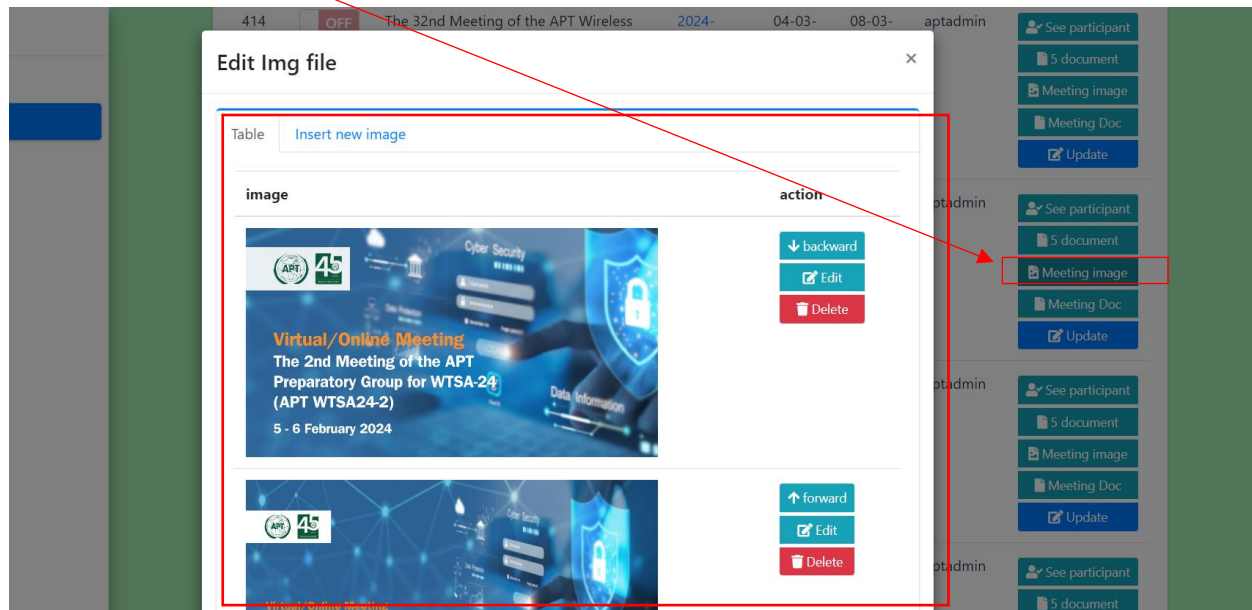 414 OFF The 32nd Meeting of the APT Wireless 2024- 04-03- 08-03- aptadmin
See participant
5 document
Meeting image
Meeting Doc
Update
Edit Img file ×
Table Insert new image
image action
APT 45
Cyber Security
Virtual/Online Meeting
The 2nd Meeting of the APT
Preparatory Group for WTSA-24
(APT WTSA24-2)
5 - 6 February 2024
Data Information
backward
Edit
Delete
ptadmin
See participant
5 document
Meeting image
Meeting Doc
Update
APT 45
Cyber Security
Virtual/Online Meeting
forward
Edit
Delete
ptadmin
See participant
5 document
Meeting image
Meeting Doc
Update
ptadmin
See participant
5 document